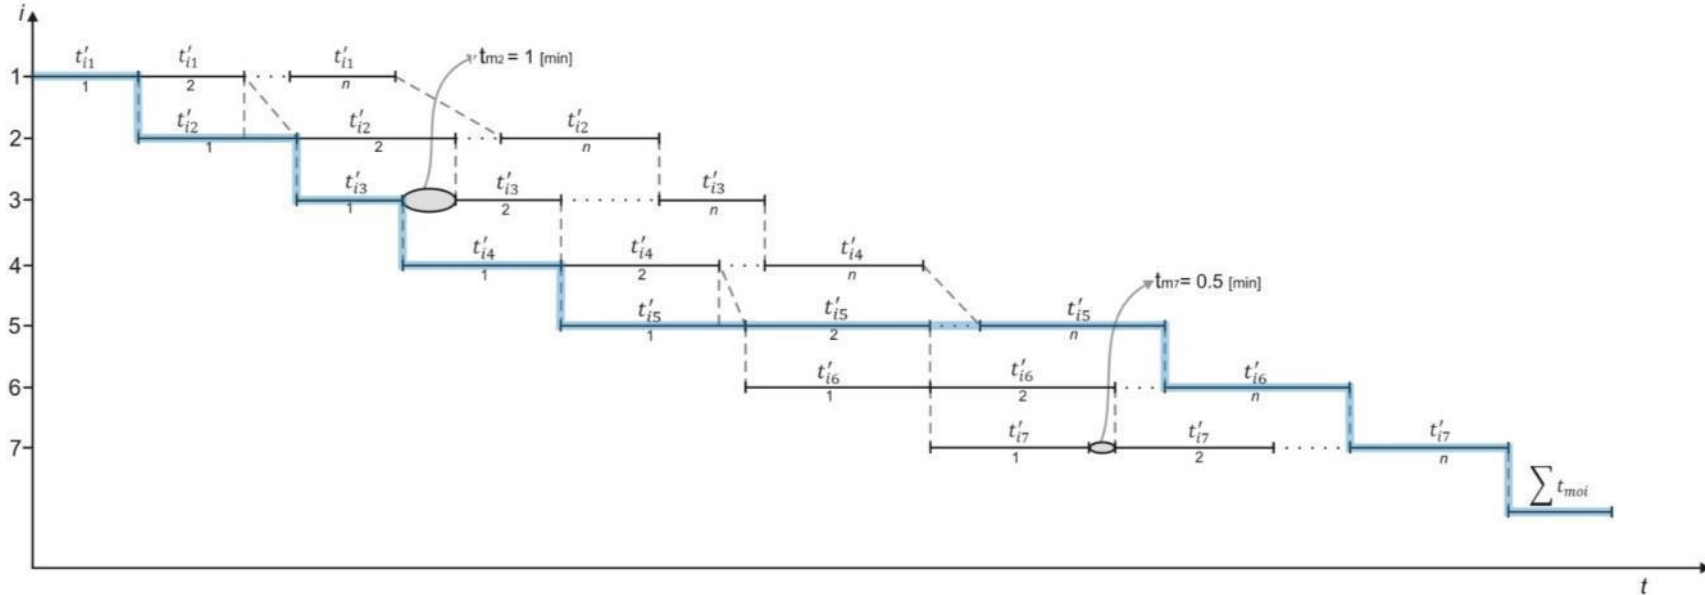 i
t'i1 t'i1 t'i1 tm2 = 1 [min]
1 1 2 n
t'i2 t'i2 t'i2
2 1 2 n
t'i3 t'i3 t'i3
3 1 2 n
t'i4 t'i4 t'i4
4 1 2 n
tm7= 0.5 [min]
t'i5 t'i5 t'i5
5 1 2 n
t'i6 t'i6 t'i6
6 1 2 n
t'i7 t'i7 t'i7
7 1 2 n
∑ tmoi
t